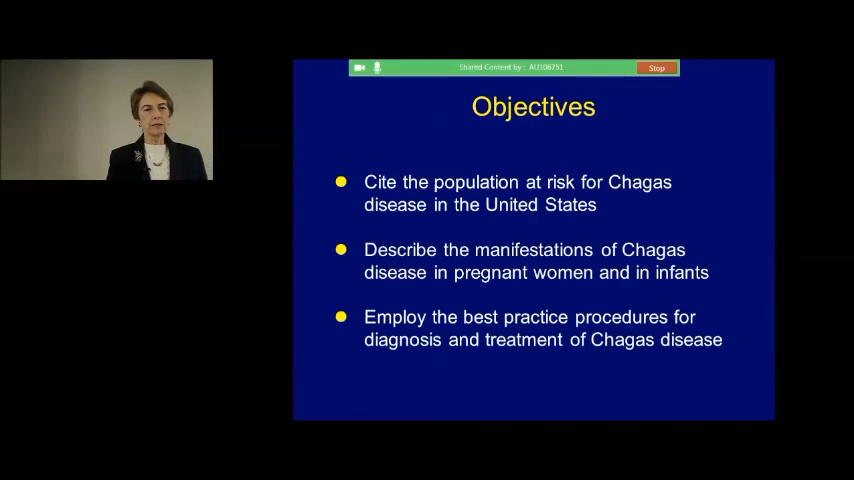 Shared Content by: AU106751
Stop
Objectives
Cite the population at risk for Chagas
disease in the United States
Describe the manifestations of Chagas
disease in pregnant women and in infants
Employ the best practice procedures for
diagnosis and treatment of Chagas disease